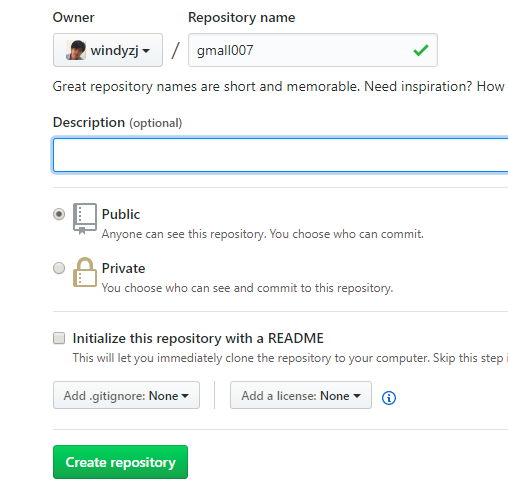 Owner Repository name
windyzj / gmall007
Great repository names are short and memorable. Need inspiration? How
Description (optional)
Public
Anyone can see this repository. You choose who can commit.
Private
You choose who can see and commit to this repository.
Initialize this repository with a README
This will let you immediately clone the repository to your computer. Skip this step
Add .gitignore: None Add a license: None
Create repository